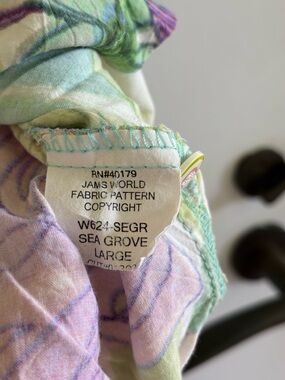 RN#40179
JAMS WORLD
FABRIC PATTERN
COPYRIGHT
W624-SEGR
SEA GROVE
LARGE